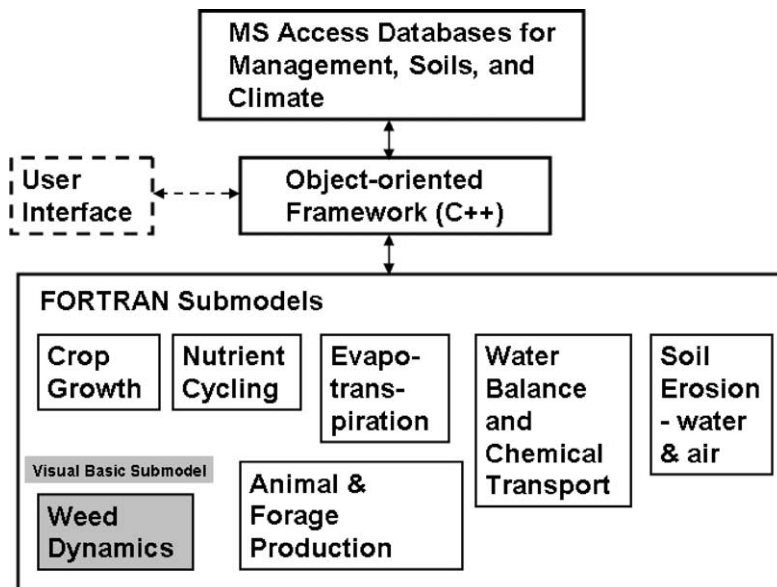 MS Access Databases for
Management, Soils, and
Climate
User
Interface
Object-oriented
Framework (C++)
FORTRAN Submodels
Crop
Growth
Nutrient
Cycling
Evapo-
trans-
piration
Water
Balance
and
Chemical
Transport
Soil
Erosion
- water
& air
Visual Basic Submodel
Weed
Dynamics
Animal &
Forage
Production